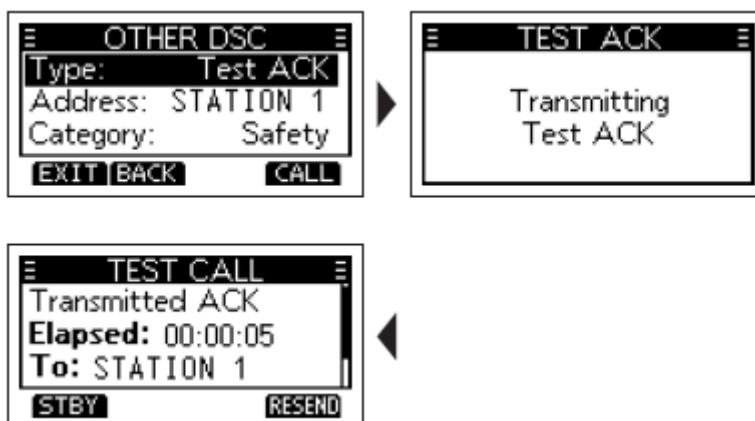 OTHER DSC
Type: Test ACK
Address: STATION 1
Category: Safety
EXIT BACK CALL
TEST ACK
Transmitting
Test ACK
TEST CALL
Transmitted ACK
Elapsed: 00:00:05
To: STATION 1
STBY RESEND